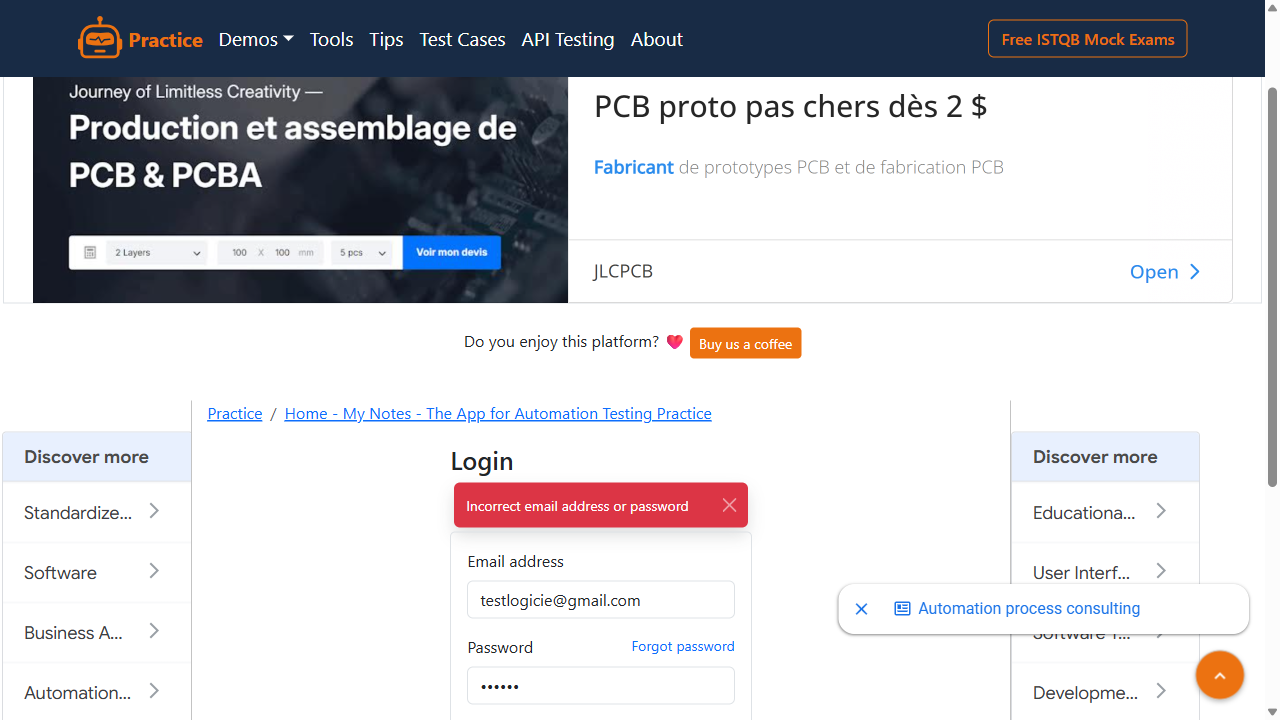 Practice
Demos
Tools
Tips
Test Cases
API Testing
About
Free ISTQB Mock Exams
Journey of Limitless Creativity —
Production et assemblage de
PCB & PCBA
2 Layers
100 X 100 mm
5 pcs
Voir mon devis
PCB proto pas chers dès 2 $
Fabricant de prototypes PCB et de fabrication PCB
JLCPCB
Open
Do you enjoy this platform?
Buy us a coffee
Practice / Home - My Notes - The App for Automation Testing Practice
Discover more
Standardize...
Software
Business A...
Automation...
Login
Incorrect email address or password
Email address
testlogicie@gmail.com
Password
Forgot password
••••••
Discover more
Educationa...
User Interf...
Automation process consulting
Developme...